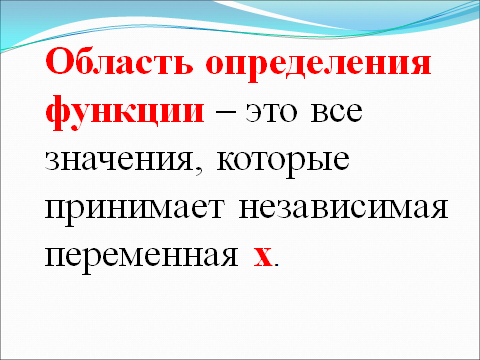 Область определения
функции – это все
значения, которые
принимает независимая
переменная х.